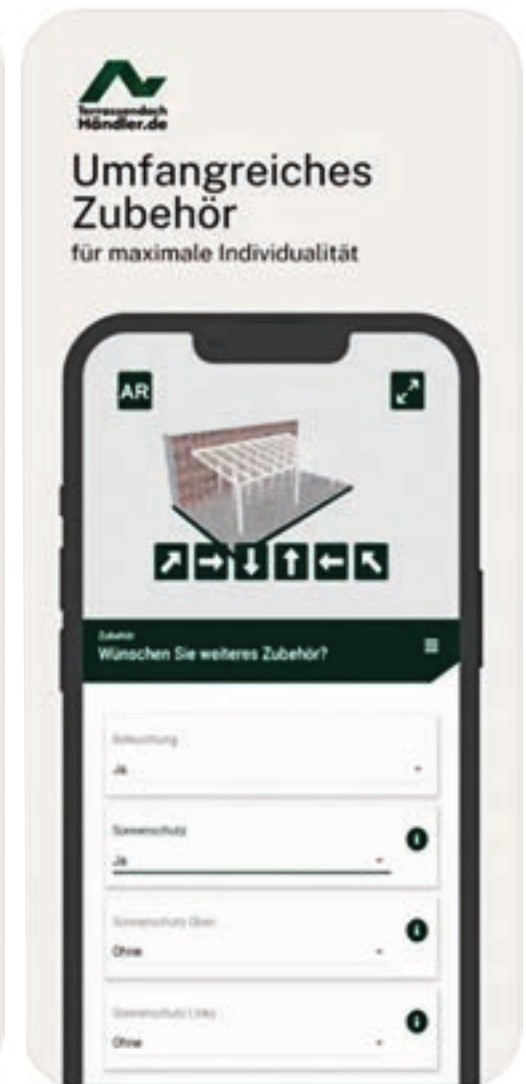 Terrassendach
Händler.de
Umfangreiches
Zubehör
für maximale Individualität
AR
Zubehör
Wünschen Sie weiteres Zubehör?
Beleuchtung
Ja
Sonnenschutz
Ja
Sonnenschutz Über
Ohne
Sonnenschutz Links
Ohne